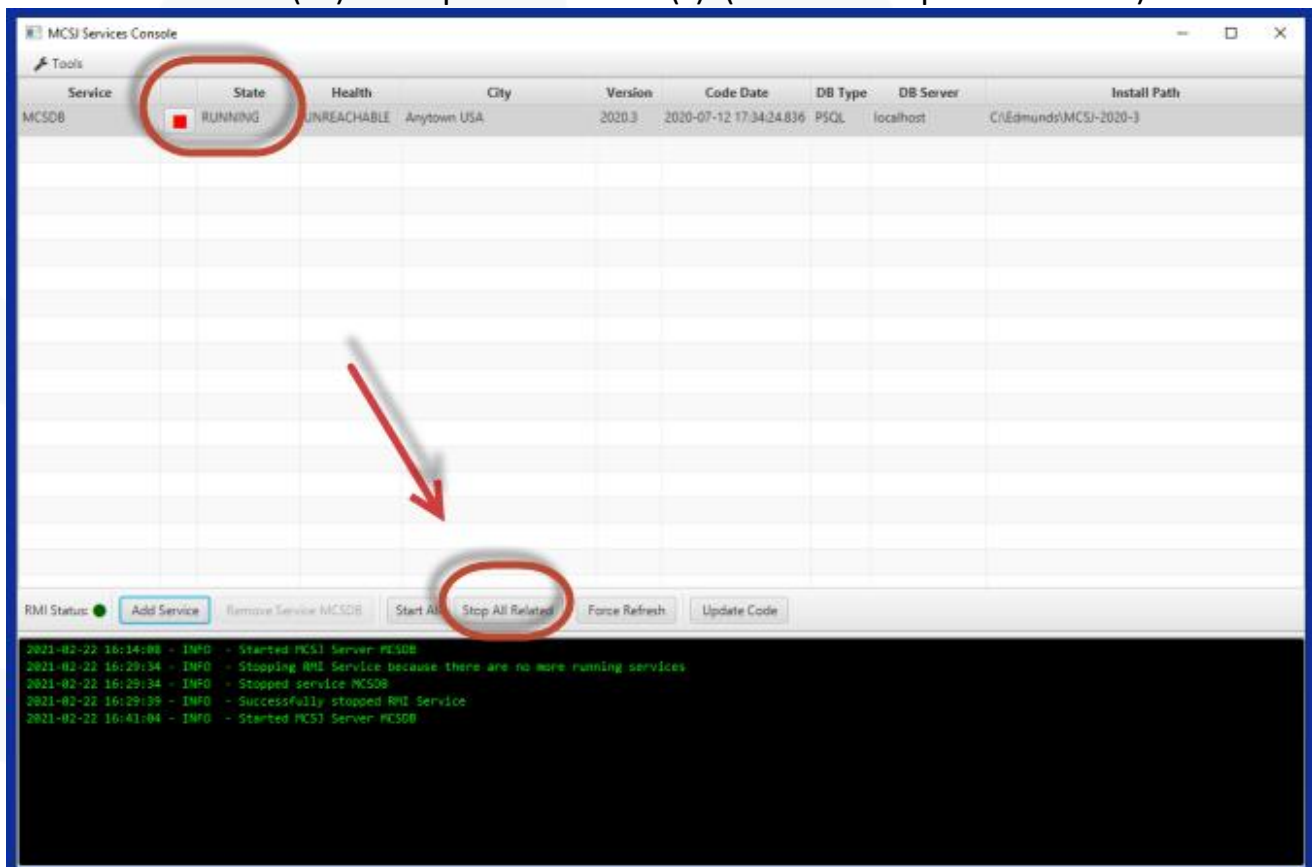 MCSJ Services Console
Tools
Service State Health City Version Code Date DB Type DB Server Install Path
MCSDB RUNNING UNREACHABLE Anytown USA 2020.3 2020-07-12 17:34:24.836 PSQL localhost C:\Edmunds\MCSJ-2020-3
RMI Status: Add Service Remove Service MCSDB Start All Stop All Related Force Refresh Update Code
2021-02-22 16:14:08 - INFO - Started MCSJ Server MCSDB
2021-02-22 16:29:34 - INFO - Stopping RMI Service because there are no more running services
2021-02-22 16:29:34 - INFO - Stopped service MCSDB
2021-02-22 16:29:39 - INFO - Successfully stopped RMI Service
2021-02-22 16:41:04 - INFO - Started MCSJ Server MCSDB